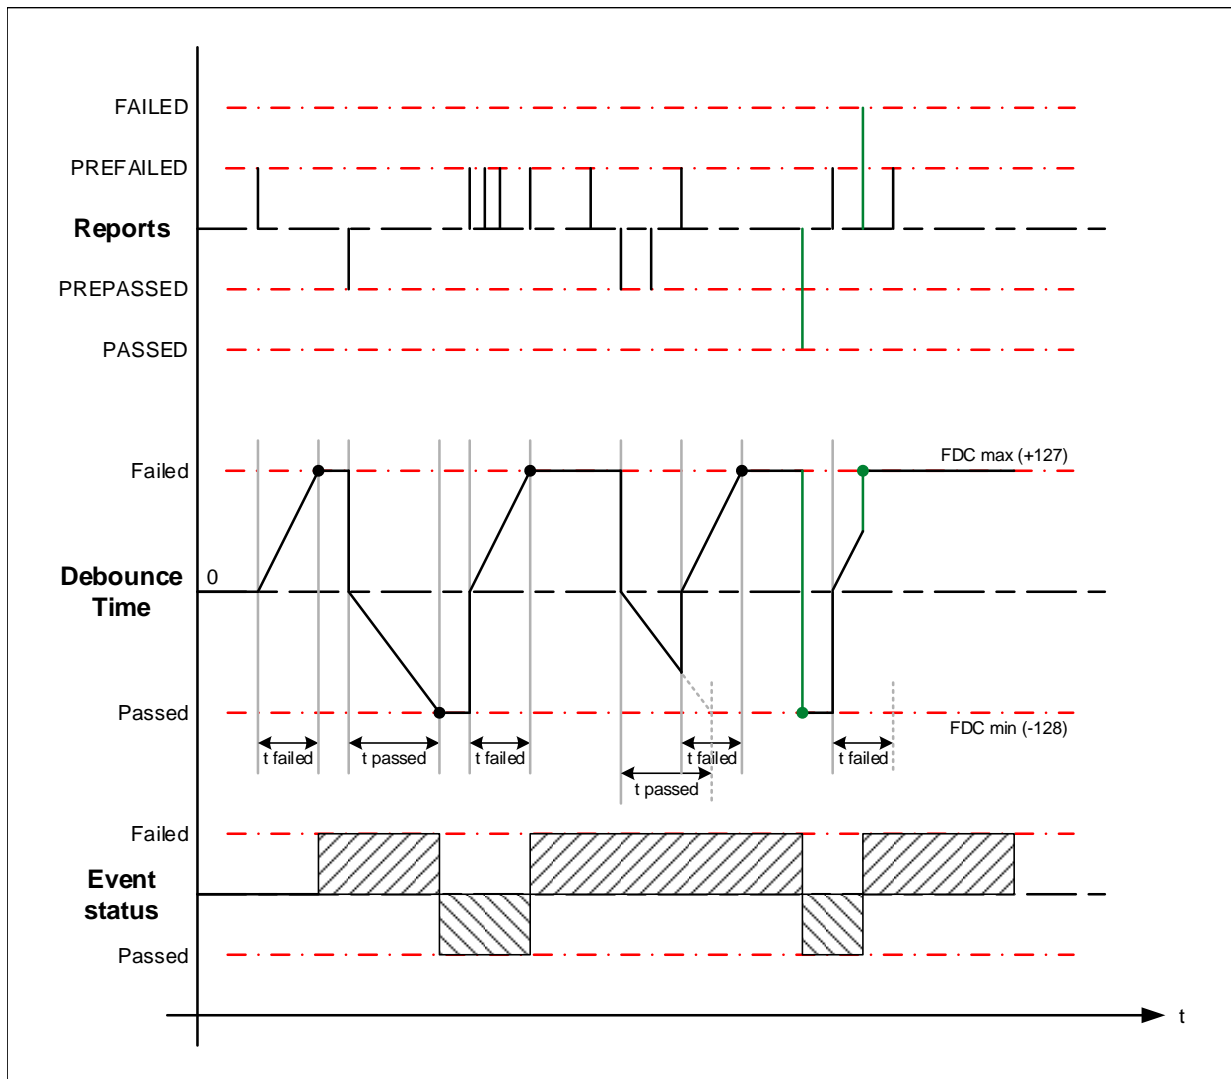 FAILED
PREFAILED
Reports
PREPASSED
PASSED
Failed
FDC max (+127)
0
Debounce
Time
Passed
FDC min (-128)
t failed
t passed
t failed
t failed
t failed
t passed
Failed
Event
status
Passed
t